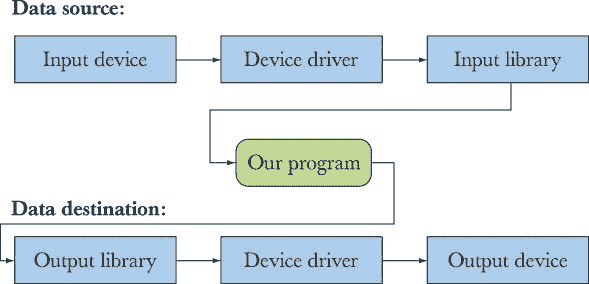 Data source:
Input device
Device driver
Input library
Our program
Data destination:
Output library
Device driver
Output device